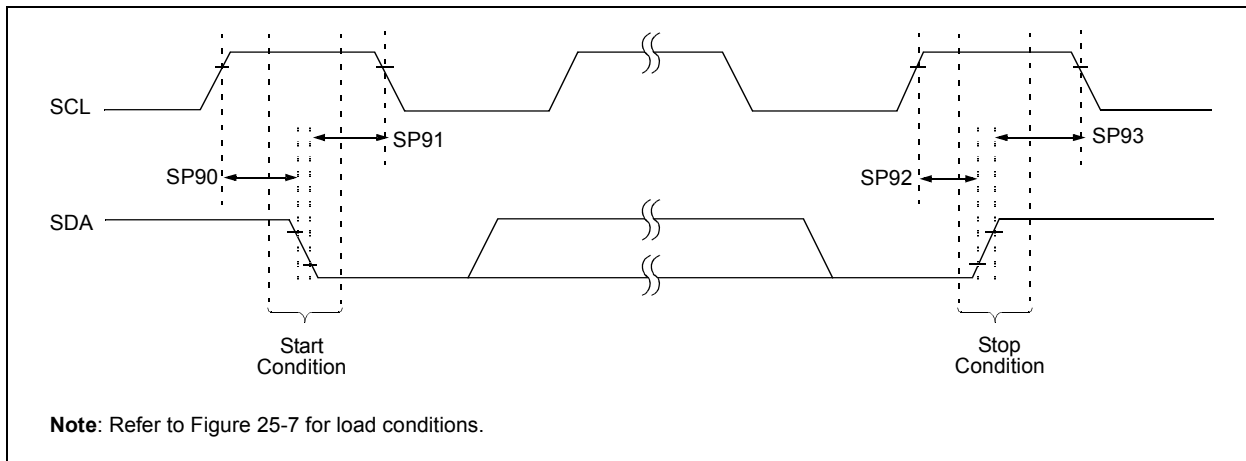 SCL
SP91
SP93
SP90
SP92
SDA
Start
Condition
Stop
Condition
Note: Refer to Figure 25-7 for load conditions.